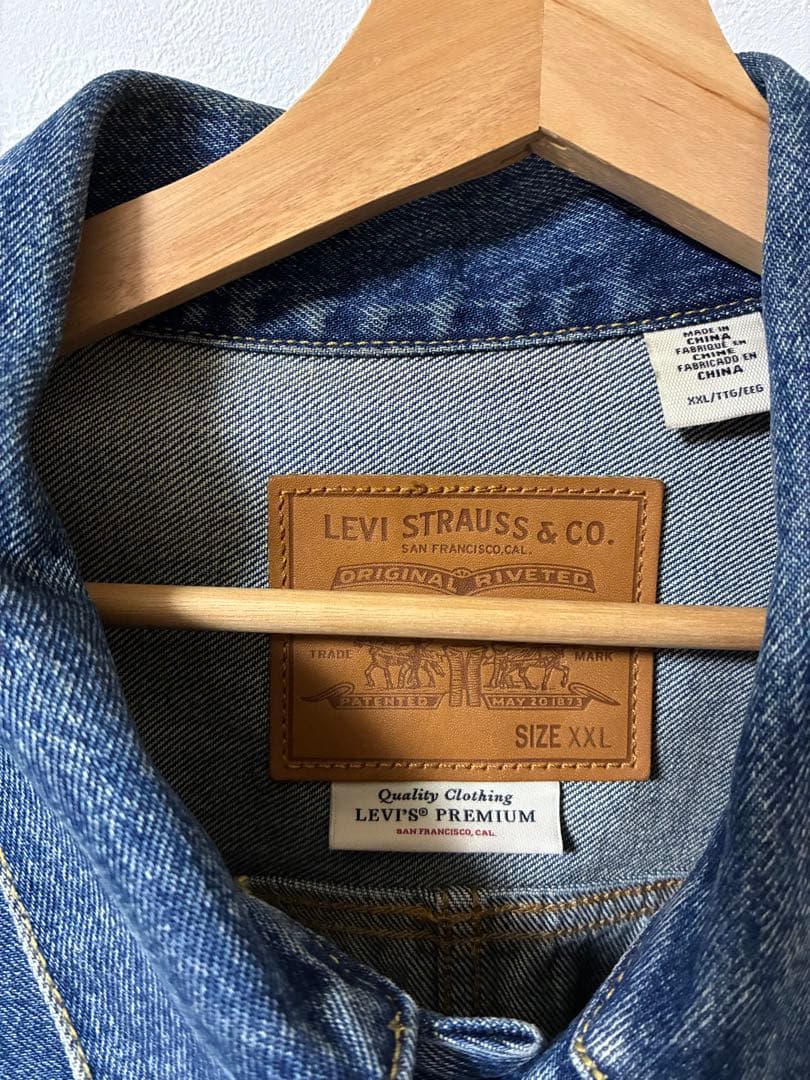 MADE IN
CHINA
FABRIQUÉ EN
CHINE
FABRICADO EN
CHINA
XXL/TTG/EEG
LEVI STRAUSS & CO.
SAN FRANCISCO, CAL.
ORIGINAL RIVETED
TRADE MARK
PATENTED MAY 20 1873
SIZE XXL
Quality Clothing
LEVI'S® PREMIUM
SAN FRANCISCO, CAL.